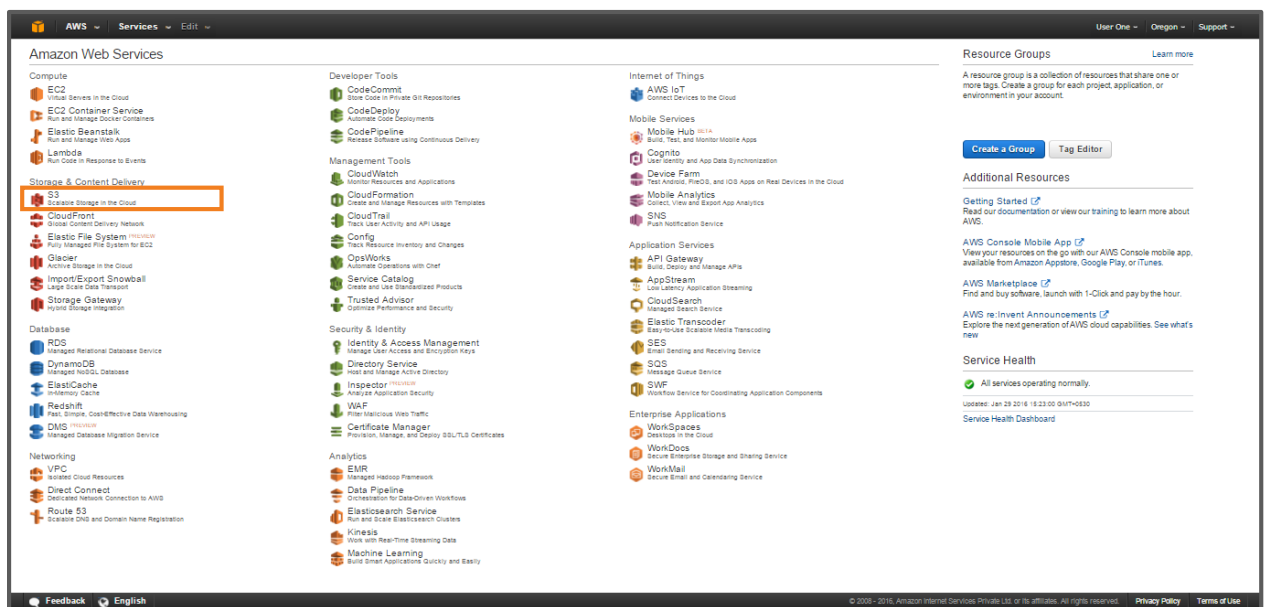 AWS Services Edit User One Oregon Support
Amazon Web Services
Compute
EC2
Virtual Servers in the Cloud
EC2 Container Service
Run and Manage Docker Containers
Elastic Beanstalk
Run and Manage Web Apps
Lambda
Run Code in Response to Events
Storage & Content Delivery
S3
Scalable Storage in the Cloud
CloudFront
Global Content Delivery Network
Elastic File System PREVIEW
Fully Managed File System for EC2
Glacier
Archive Storage in the Cloud
Import/Export Snowball
Large Scale Data Transport
Storage Gateway
Hybrid Storage Integration
Database
RDS
Managed Relational Database Service
DynamoDB
Managed NoSQL Database
ElastiCache
In-Memory Cache
Redshift
Fast, Simple, Cost-Effective Data Warehousing
DMS PREVIEW
Managed Database Migration Service
Networking
VPC
Isolated Cloud Resources
Direct Connect
Dedicated Network Connection to AWS
Route 53
Scalable DNS and Domain Name Registration
Developer Tools
CodeCommit
Store Code in Private Git Repositories
CodeDeploy
Automate Code Deployments
CodePipeline
Release Software using Continuous Delivery
Management Tools
CloudWatch
Monitor Resources and Applications
CloudFormation
Create and Manage Resources with Templates
CloudTrail
Track User Activity and API Usage
Config
Track Resource Inventory and Changes
OpsWorks
Automate Operations with Chef
Service Catalog
Create and Use Standardized Products
Trusted Advisor
Optimize Performance and Security
Security & Identity
Identity & Access Management
Manage User Access and Encryption Keys
Directory Service
Host and Manage Active Directory
Inspector PREVIEW
Analyze Application Security
WAF
Filter Malicious Web Traffic
Certificate Manager
Provision, Manage, and Deploy SSL/TLS Certificates
Analytics
EMR
Managed Hadoop Framework
Data Pipeline
Orchestration for Data-Driven Workflows
Elasticsearch Service
Run and Scale Elasticsearch Clusters
Kinesis
Work with Real-Time Streaming Data
Machine Learning
Build Smart Applications Quickly and Easily
Internet of Things
AWS IoT
Connect Devices to the Cloud
Mobile Services
Mobile Hub BETA
Build, Test, and Monitor Mobile Apps
Cognito
User Identity and App Data Synchronization
Device Farm
Test Android, FireOS, and iOS Apps on Real Devices in the Cloud
Mobile Analytics
Collect, View and Export App Analytics
SNS
Push Notification Service
Application Services
API Gateway
Build, Deploy and Manage APIs
AppStream
Low Latency Application Streaming
CloudSearch
Managed Search Service
Elastic Transcoder
Easy-to-Use Scalable Media Transcoding
SES
Email Sending and Receiving Service
SQS
Message Queue Service
SWF
Workflow Service for Coordinating Application Components
Enterprise Applications
WorkSpaces
Desktops in the Cloud
WorkDocs
Secure Enterprise Storage and Sharing Service
WorkMail
Secure Email and Calendaring Service
Resource Groups Learn more
A resource group is a collection of resources that share one or
more tags. Create a group for each project, application, or
environment in your account.
Create a Group Tag Editor
Additional Resources
Getting Started
Read our documentation or view our training to learn more about
AWS.
AWS Console Mobile App
View your resources on the go with our AWS Console mobile app,
available from Amazon Appstore, Google Play, or iTunes.
AWS Marketplace
Find and buy software, launch with 1-Click and pay by the hour.
AWS re:Invent Announcements
Explore the next generation of AWS cloud capabilities. See what's
new
Service Health
All services operating normally.
Updated: Jan 29 2016 15:23:00 GMT+0530
Service Health Dashboard
Feedback English © 2008 - 2016, Amazon Internet Services Private Ltd. or its affiliates. All rights reserved. Privacy Policy Terms of Use